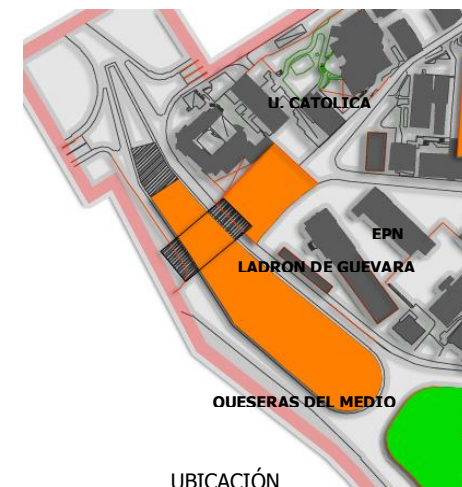 U. CATOLICA
EPN
LADRON DE GUEVARA
QUESERAS DEL MEDIO
UBICACIÓN